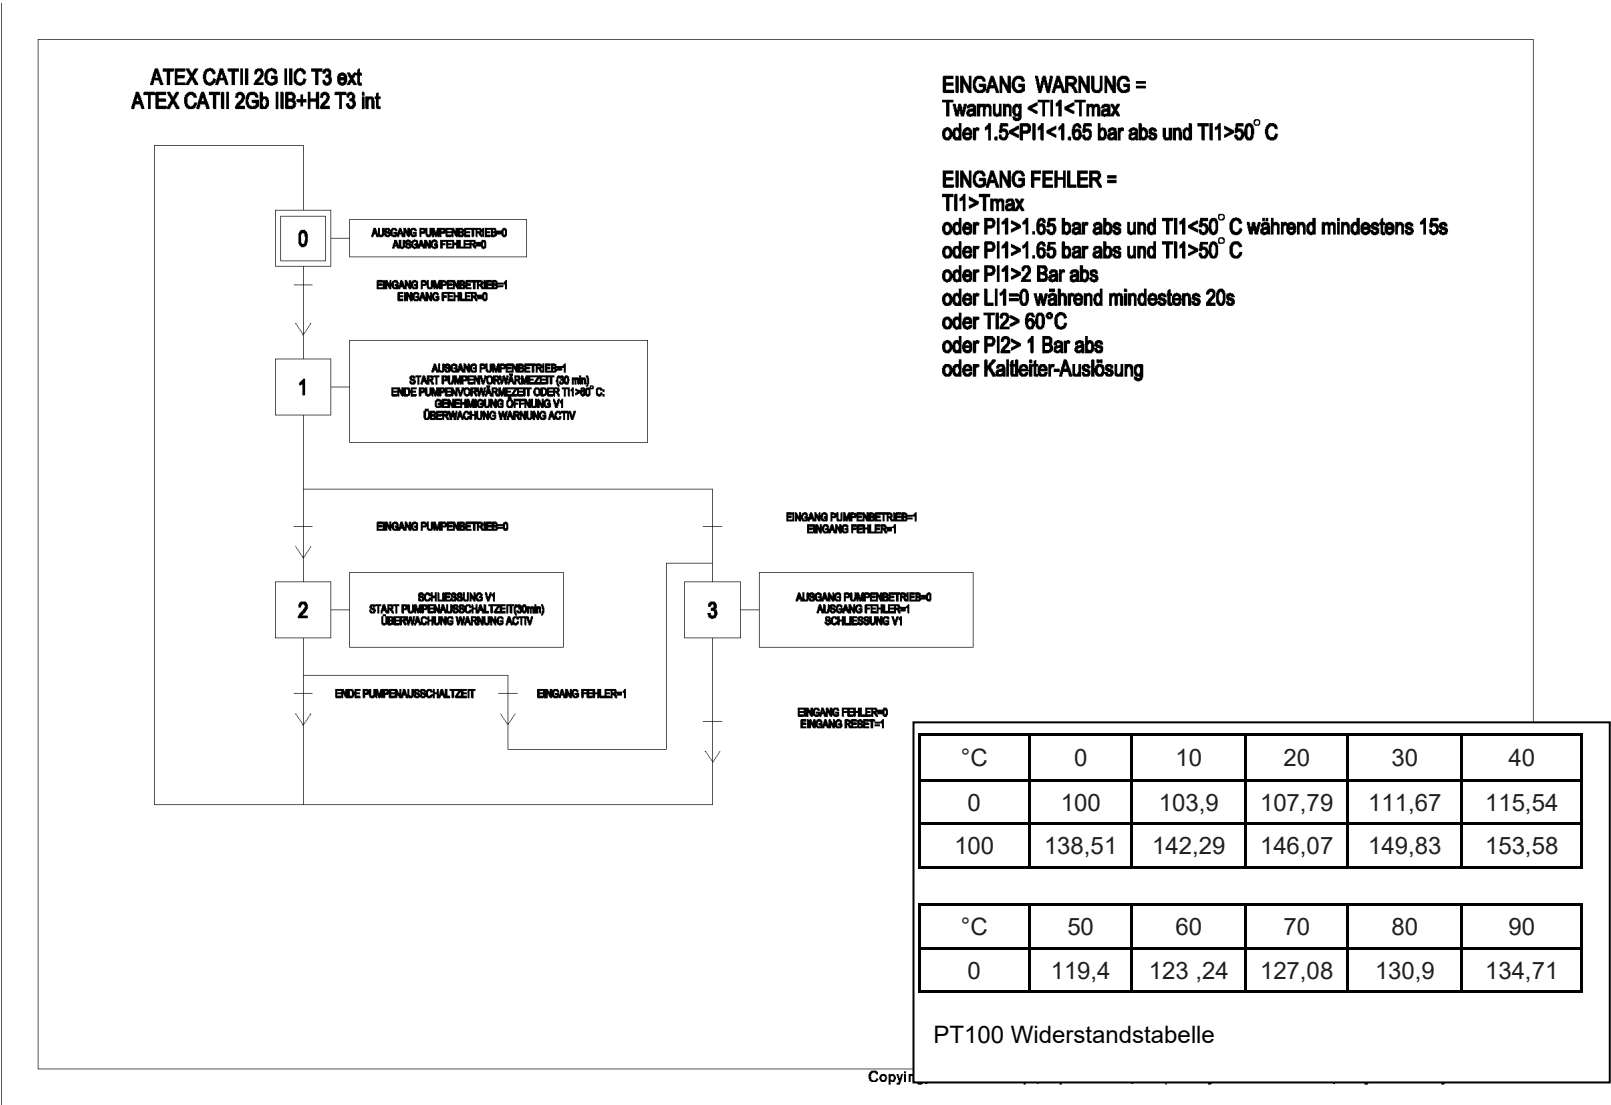 ATEX CATII 2G IIC T3 ext
ATEX CATII 2Gb IIB+H2 T3 int
EINGANG WARNUNG =
Twarnung <TI1<Tmax
oder 1.5<PI1<1.65 bar abs und TI1>50° C
EINGANG FEHLER =
TI1>Tmax
oder PI1>1.65 bar abs und TI1<50° C während mindestens 15s
oder PI1>1.65 bar abs und TI1>50° C
oder PI1>2 Bar abs
oder LI1=0 während mindestens 20s
oder TI2> 60°C
oder PI2> 1 Bar abs
oder Kaltleiter-Auslösung
0
AUSGANG PUMPENBETRIEB=0
AUSGANG FEHLER=0
EINGANG PUMPENBETRIEB=1
EINGANG FEHLER=0
1
AUSGANG PUMPENBETRIEB=1
START PUMPENVORWÄRMEZEIT (30 min)
ENDE PUMPENVORWÄRMEZEIT ODER TI1>60° C:
GENEHMIGUNG ÖFFNUNG V1
ÜBERWACHUNG WARNUNG ACTIV
EINGANG PUMPENBETRIEB=0
EINGANG PUMPENBETRIEB=1
EINGANG FEHLER=1
2
SCHLIESSUNG V1
START PUMPENAUSSCHALTZEIT(30min)
ÜBERWACHUNG WARNUNG ACTIV
3
AUSGANG PUMPENBETRIEB=0
AUSGANG FEHLER=1
SCHLIESSUNG V1
ENDE PUMPENAUSSCHALTZEIT
EINGANG FEHLER=1
EINGANG FEHLER=0
EINGANG RESET=1
°C 0 10 20 30 40
0 100 103,9 107,79 111,67 115,54
100 138,51 142,29 146,07 149,83 153,58
°C 50 60 70 80 90
0 119,4 123 ,24 127,08 130,9 134,71
PT100 Widerstandstabelle